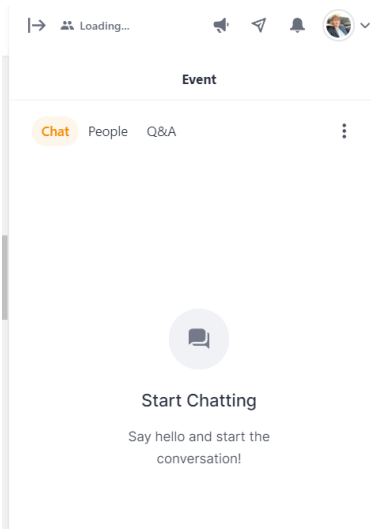 Loading...
Event
Chat People Q&A
Start Chatting
Say hello and start the
conversation!